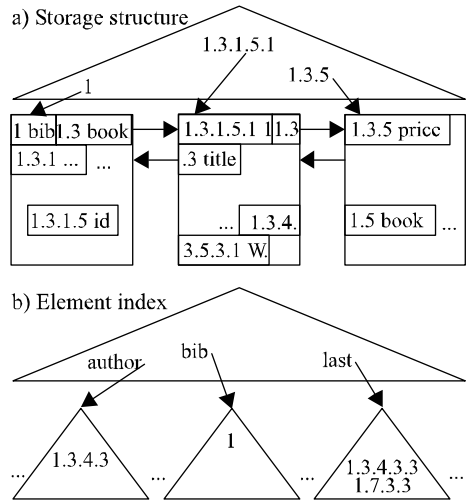 a) Storage structure
1.3.1.5.1
1.3.5
1
1 bib 1.3 book 1.3.1.5.1 1 1.3 1.3.5 price
1.3.1 ... ... .3 title
1.3.1.5 id ... 1.3.4. 1.5 book ...
3.5.3.1 W.
b) Element index
author bib last
1.3.4.3 1 1.3.4.3.3
... ... ... 1.7.3.3 ...